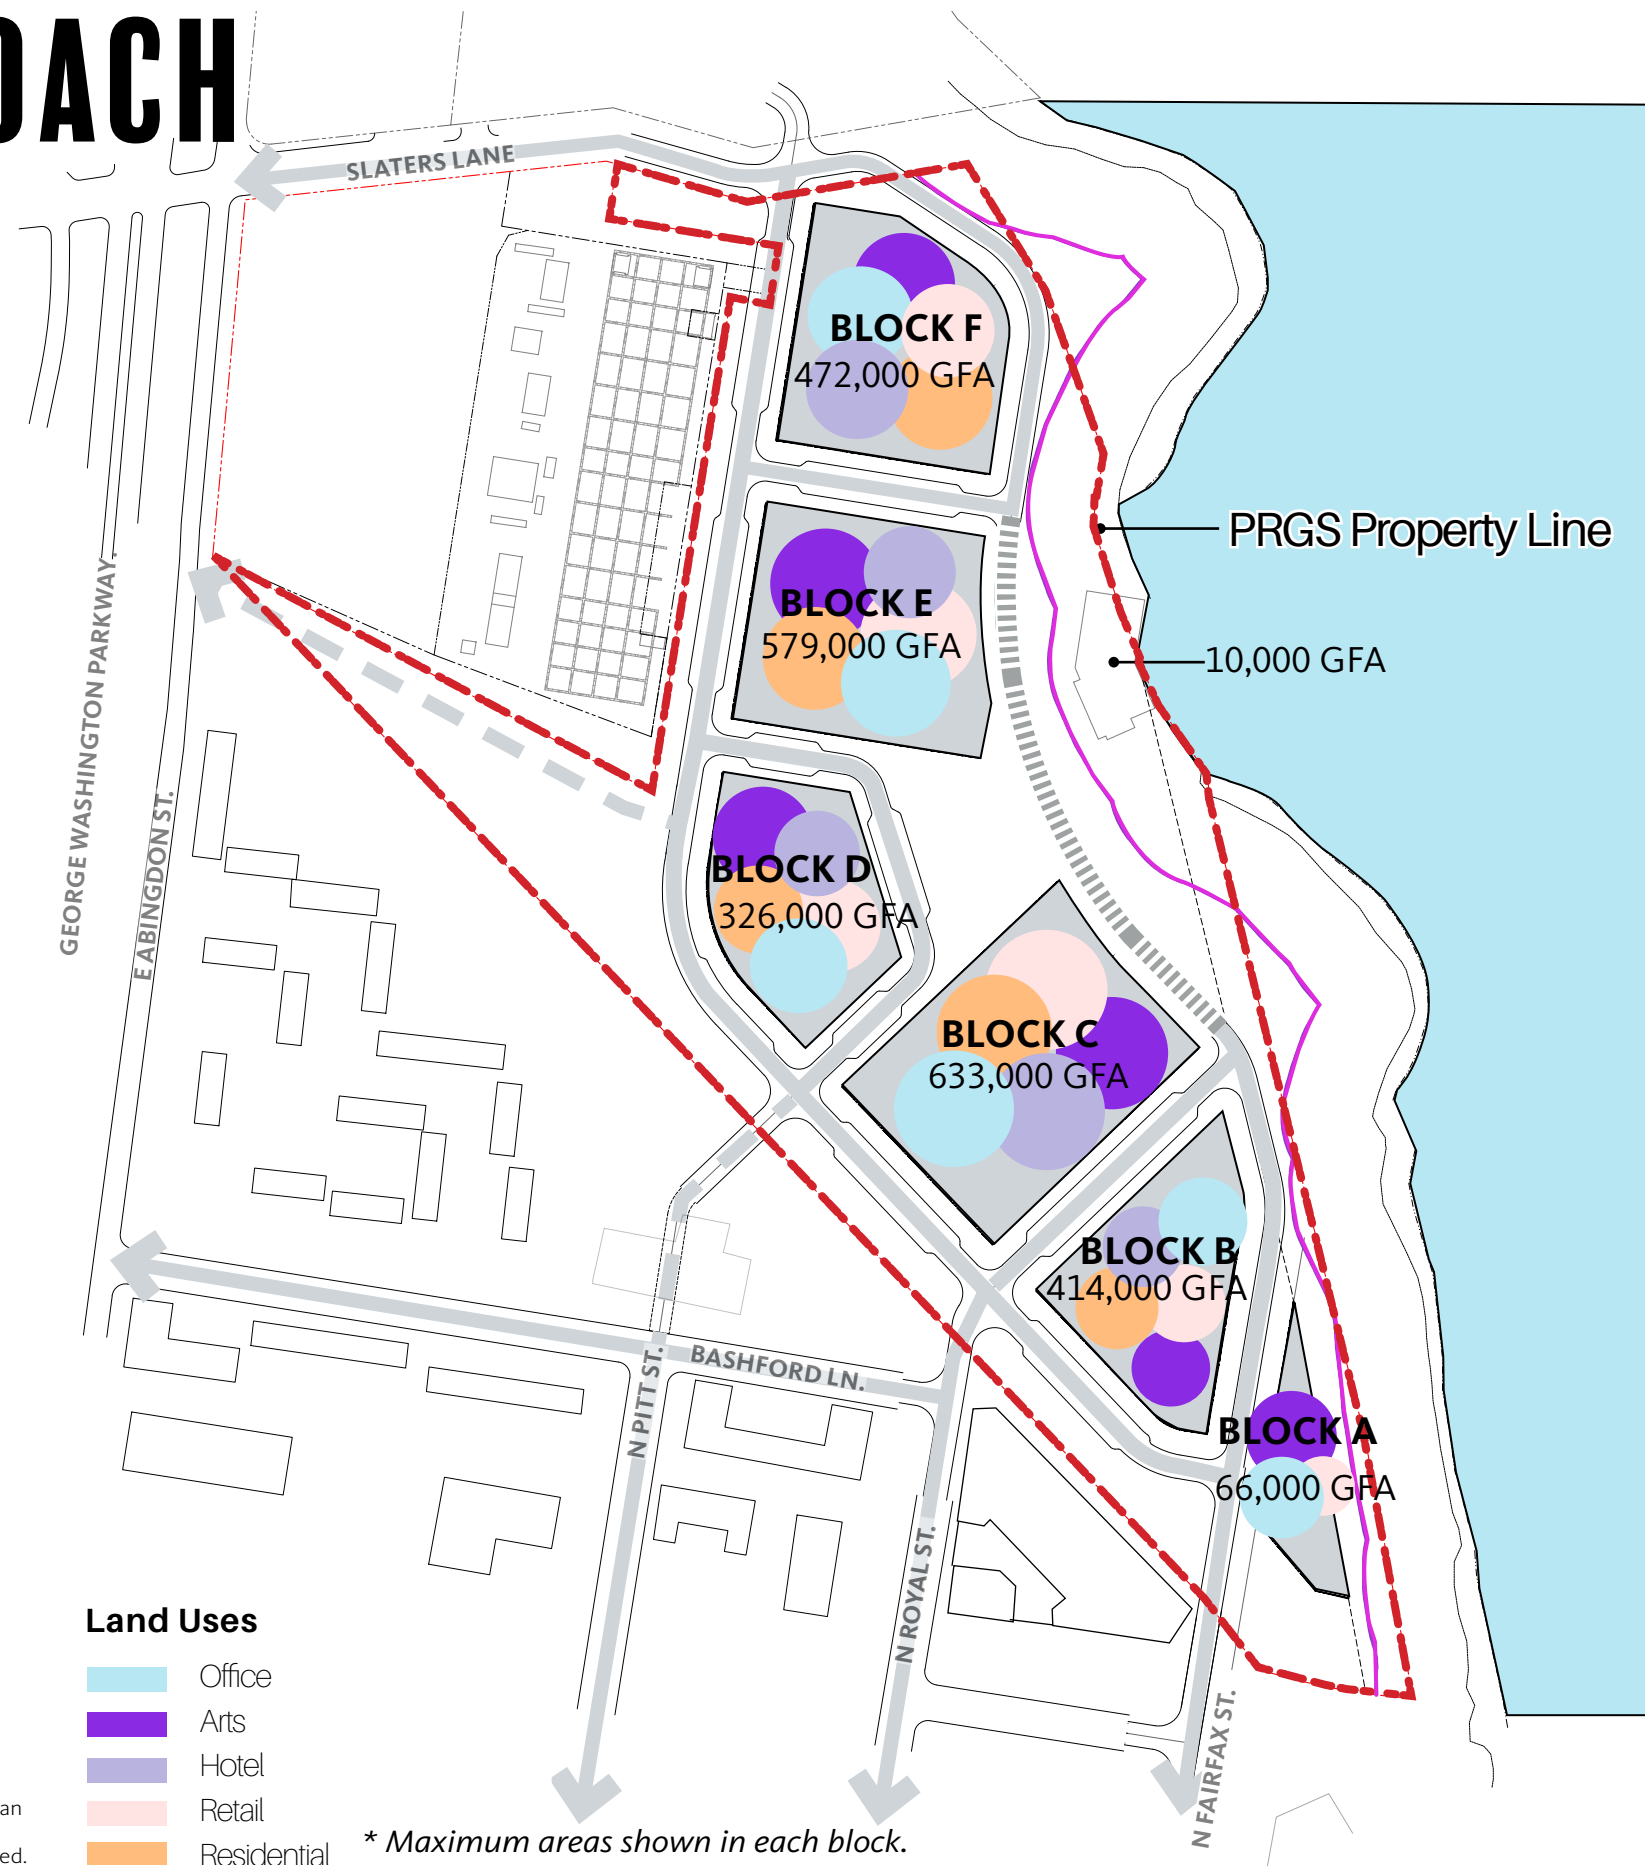 OACH
SLATERS LANE
BLOCK F
472,000 GFA
PRGS Property Line
BLOCK E
579,000 GFA
10,000 GFA
GEORGE WASHINGTON PARKWAY.
E ABINGDON ST.
BLOCK D
326,000 GFA
BLOCK C
633,000 GFA
BLOCK B
414,000 GFA
BASHFORD LN.
N PITT ST.
BLOCK A
66,000 GFA
N ROYAL ST.
N FAIRFAX ST.
Land Uses
Office
Arts
Hotel
Retail
Residential
an
ed.
* Maximum areas shown in each block.